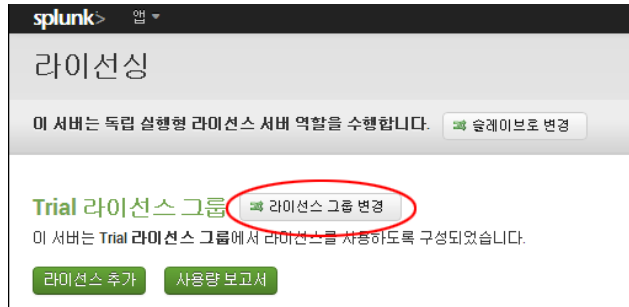 splunk> 앱
라이선싱
이 서버는 독립 실행형 라이선스 서버 역할을 수행합니다. 슬레이브로 변경
Trial 라이선스 그룹 라이선스 그룹 변경
이 서버는 Trial 라이선스 그룹에서 라이선스를 사용하도록 구성되었습니다.
라이선스 추가 사용량 보고서